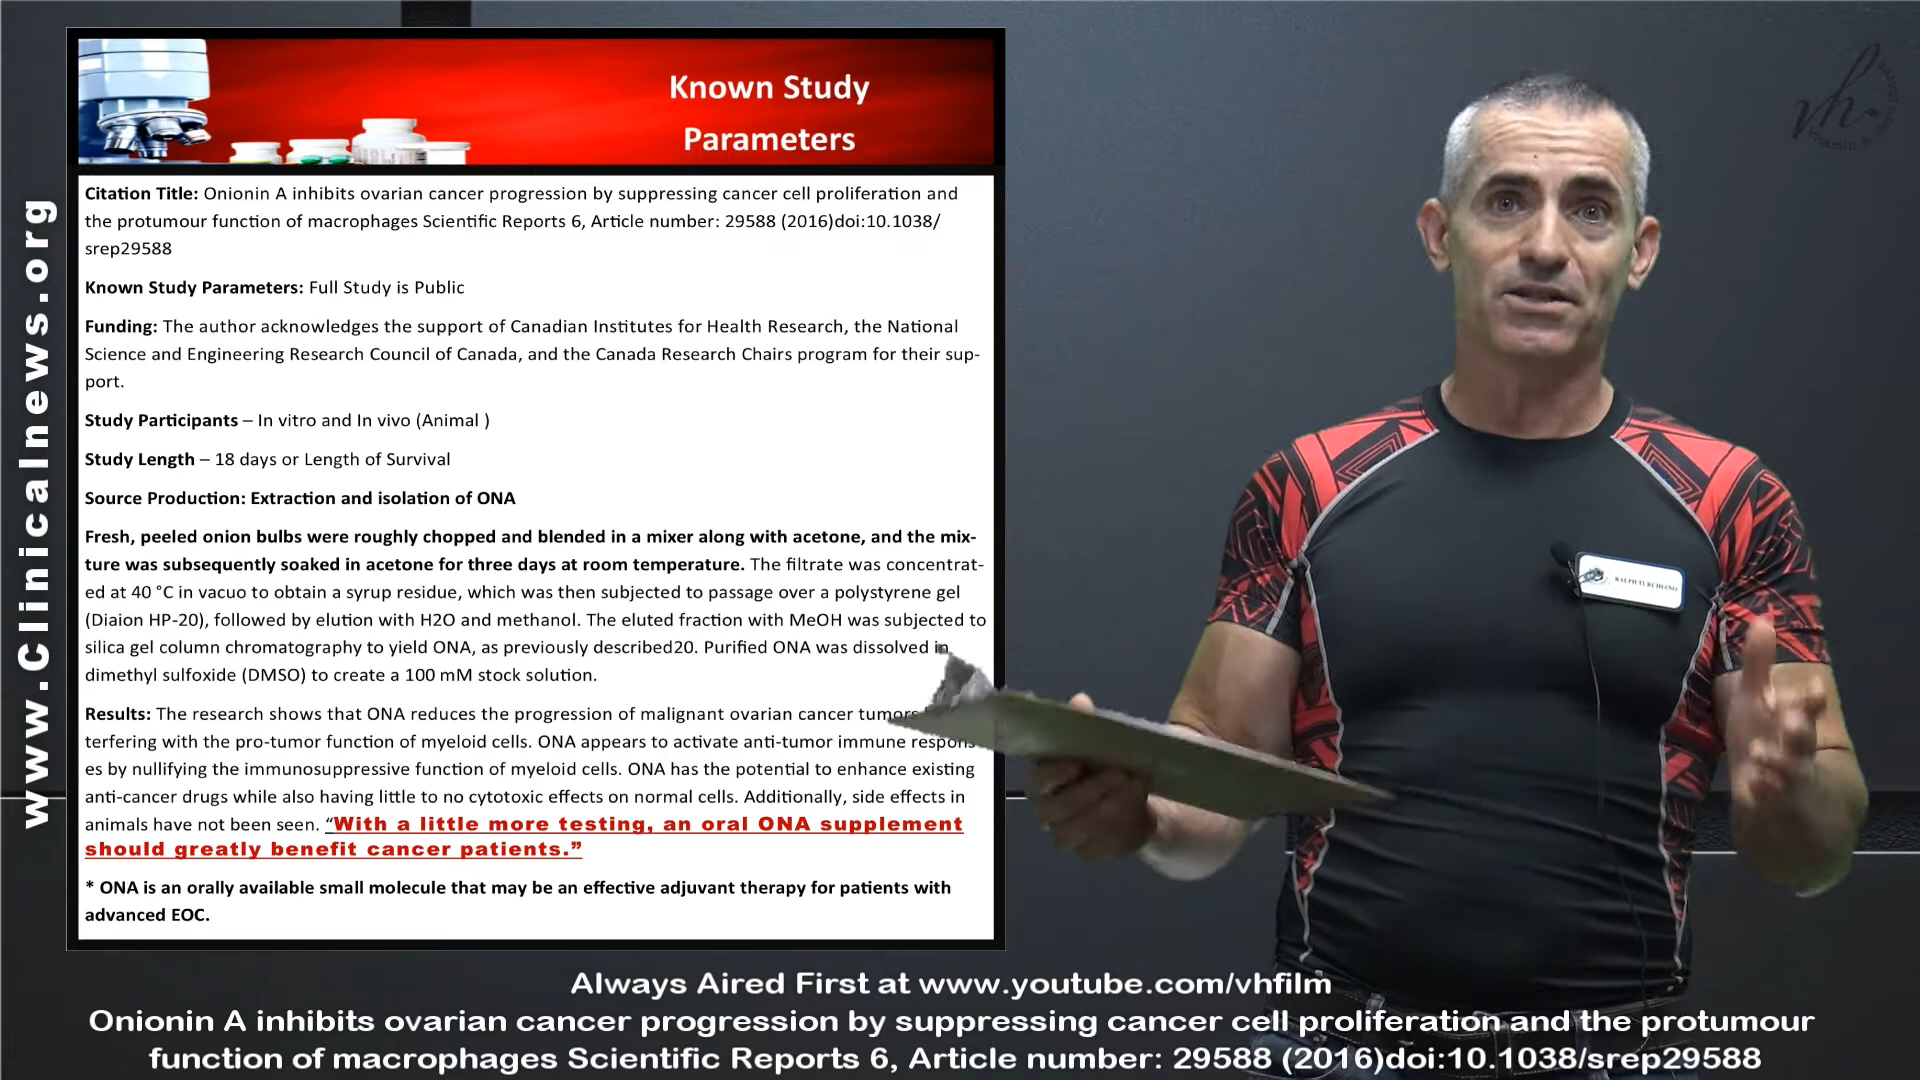 www.Clinicalnews.org
Known Study
Parameters
Citation Title: Onionin A inhibits ovarian cancer progression by suppressing cancer cell proliferation and
the protumour function of macrophages Scientific Reports 6, Article number: 29588 (2016)doi:10.1038/
srep29588
Known Study Parameters: Full Study is Public
Funding: The author acknowledges the support of Canadian Institutes for Health Research, the National
Science and Engineering Research Council of Canada, and the Canada Research Chairs program for their sup-
port.
Study Participants – In vitro and In vivo (Animal )
Study Length – 18 days or Length of Survival
Source Production: Extraction and isolation of ONA
Fresh, peeled onion bulbs were roughly chopped and blended in a mixer along with acetone, and the mix-
ture was subsequently soaked in acetone for three days at room temperature. The filtrate was concentrat-
ed at 40 °C in vacuo to obtain a syrup residue, which was then subjected to passage over a polystyrene gel
(Diaion HP-20), followed by elution with H2O and methanol. The eluted fraction with MeOH was subjected to
silica gel column chromatography to yield ONA, as previously described20. Purified ONA was dissolved in
dimethyl sulfoxide (DMSO) to create a 100 mM stock solution.
Results: The research shows that ONA reduces the progression of malignant ovarian cancer tumors
terfering with the pro-tumor function of myeloid cells. ONA appears to activate anti-tumor immune respons-
es by nullifying the immunosuppressive function of myeloid cells. ONA has the potential to enhance existing
anti-cancer drugs while also having little to no cytotoxic effects on normal cells. Additionally, side effects in
animals have not been seen. “With a little more testing, an oral ONA supplement
should greatly benefit cancer patients.”
* ONA is an orally available small molecule that may be an effective adjuvant therapy for patients with
advanced EOC.
vh
RALPH TURCHIANO
Always Aired First at www.youtube.com/vhfilm
Onionin A inhibits ovarian cancer progression by suppressing cancer cell proliferation and the protumour
function of macrophages Scientific Reports 6, Article number: 29588 (2016)doi:10.1038/srep29588